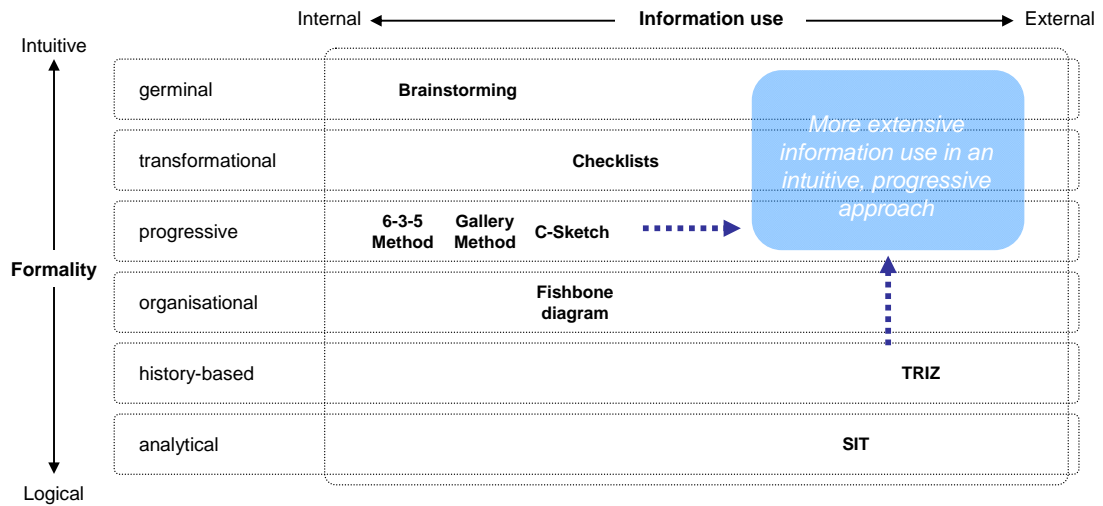 Internal Information use External
Intuitive
germinal Brainstorming
transformational Checklists
More extensive
information use in an
intuitive, progressive
approach
progressive
6-3-5
Method
Gallery
Method
C-Sketch
Formality
organisational
Fishbone
diagram
history-based TRIZ
analytical SIT
Logical